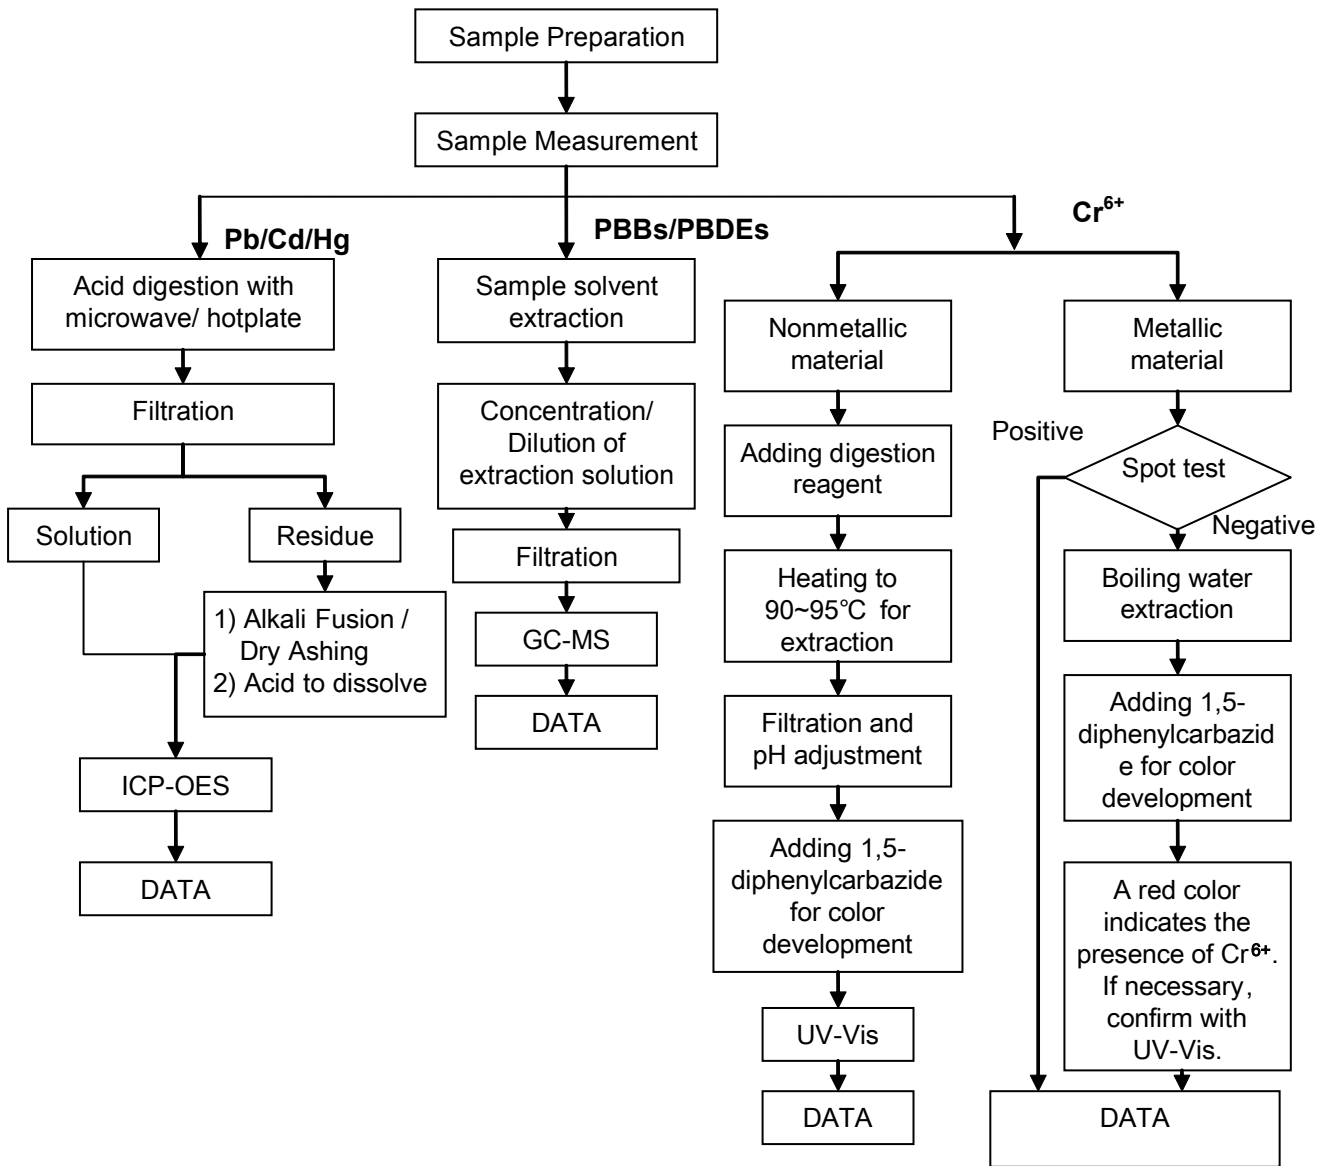 Sample Preparation
Sample Measurement
Pb/Cd/Hg
Acid digestion with
microwave/ hotplate
Filtration
Solution
Residue
1) Alkali Fusion /
Dry Ashing
2) Acid to dissolve
ICP-OES
DATA
PBBs/PBDEs
Sample solvent
extraction
Concentration/
Dilution of
extraction solution
Filtration
GC-MS
DATA
Cr⁶⁺
Nonmetallic
material
Adding digestion
reagent
Heating to
90~95℃ for
extraction
Filtration and
pH adjustment
Adding 1,5-
diphenylcarbazide
for color
development
UV-Vis
DATA
Metallic
material
Positive
Spot test
Negative
Boiling water
extraction
Adding 1,5-
diphenylcarbazid
e for color
development
A red color
indicates the
presence of Cr⁶⁺.
If necessary,
confirm with
UV-Vis.
DATA